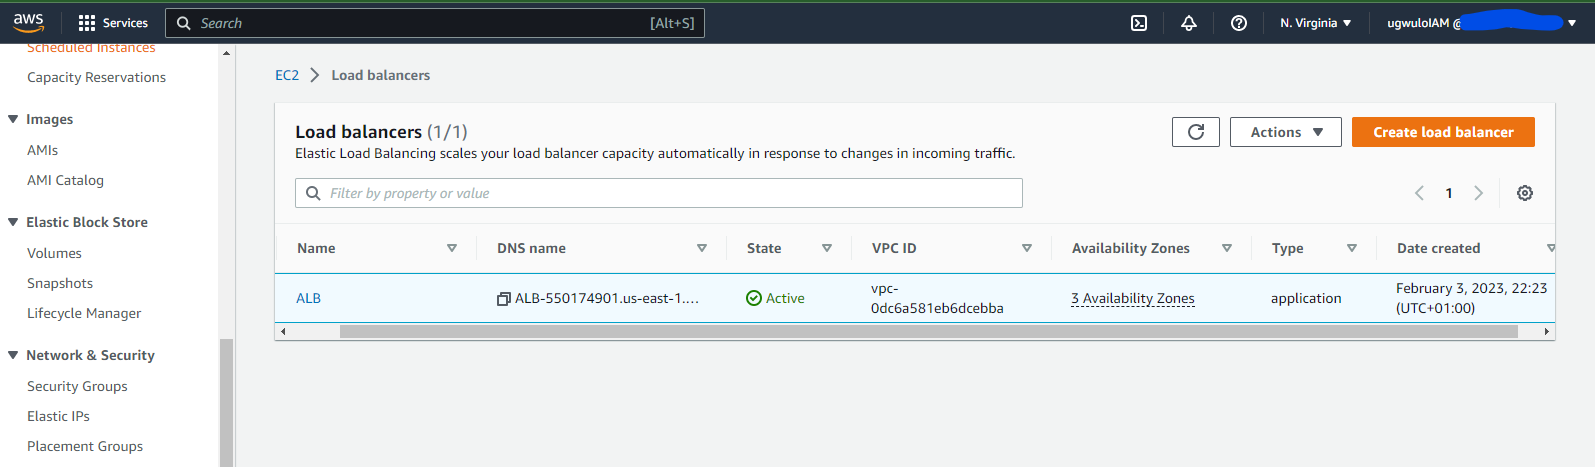 aws Services Search [Alt+S] N. Virginia ugwuloIAM @
Scheduled Instances
Capacity Reservations
Images
AMIs
AMI Catalog
Elastic Block Store
Volumes
Snapshots
Lifecycle Manager
Network & Security
Security Groups
Elastic IPs
Placement Groups
EC2 Load balancers
Load balancers (1/1)
Elastic Load Balancing scales your load balancer capacity automatically in response to changes in incoming traffic.
Actions Create load balancer
Filter by property or value
1
Name DNS name State VPC ID Availability Zones Type Date created
ALB ALB-550174901.us-east-1.... Active vpc-0dc6a581eb6dcebba 3 Availability Zones application February 3, 2023, 22:23 (UTC+01:00)